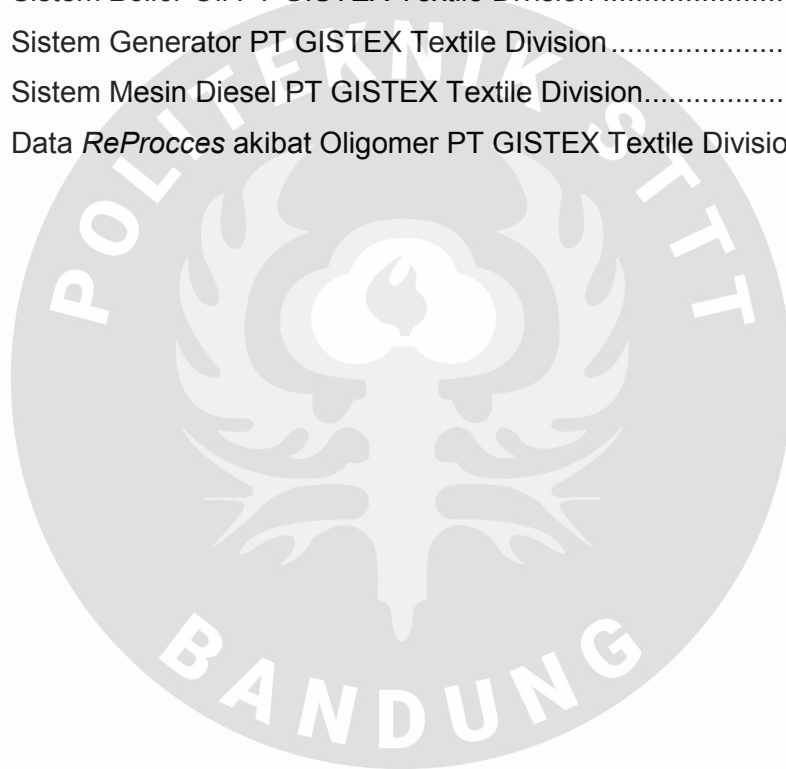 Sistem Generator PT GISTEX Textile Division.....................
Sistem Mesin Diesel PT GISTEX Textile Division.................
Data ReProcces akibat Oligomer PT GISTEX Textile
POLITEKNIK STTT
BANDUNG